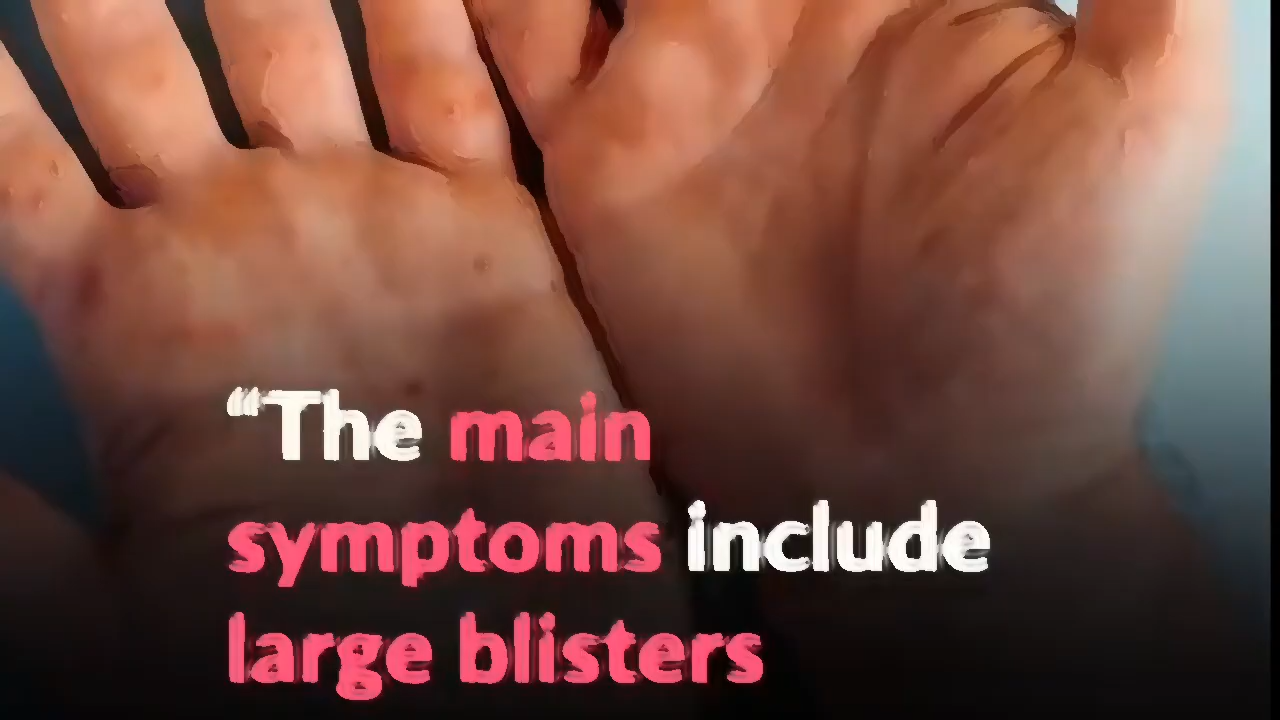 “The main
symptoms include
large blisters